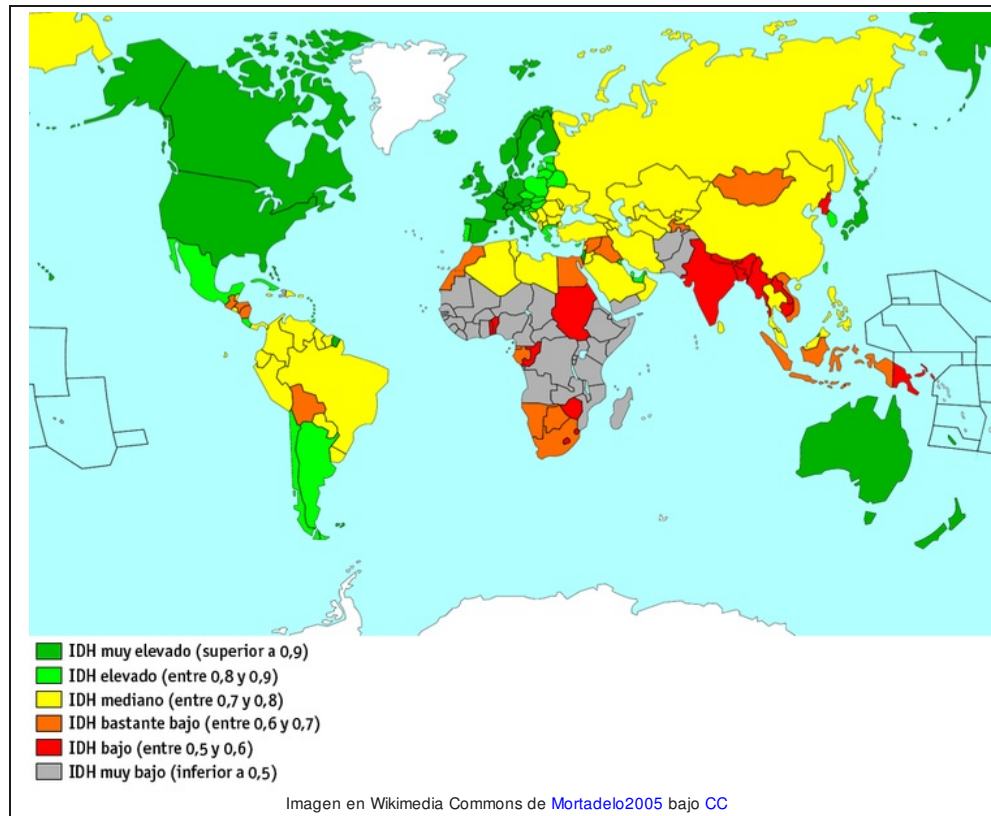 IDH muy elevado (superior a 0,9)
IDH elevado (entre 0,8 y 0,9)
IDH mediano (entre 0,7 y 0,8)
IDH bastante bajo (entre 0,6 y 0,7)
IDH bajo (entre 0,5 y 0,6)
IDH muy bajo (inferior a 0,5)
Imagen en Wikimedia Commons de Mortadelo2005 bajo CC